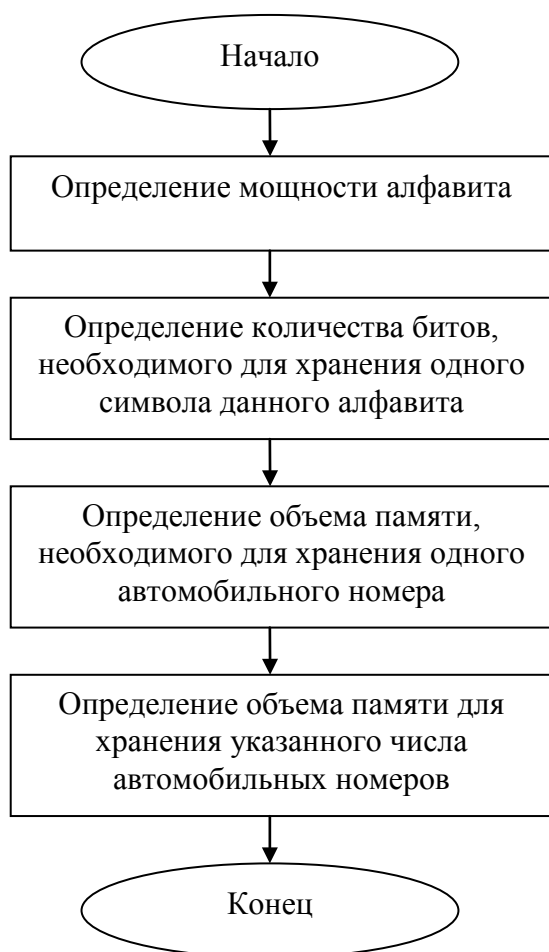 Начало
Определение мощности алфавита
Определение количества битов,
необходимого для хранения одного
символа данного алфавита
Определение объема памяти,
необходимого для хранения одного
автомобильного номера
Определение объема памяти для
хранения указанного числа
автомобильных номеров
Конец